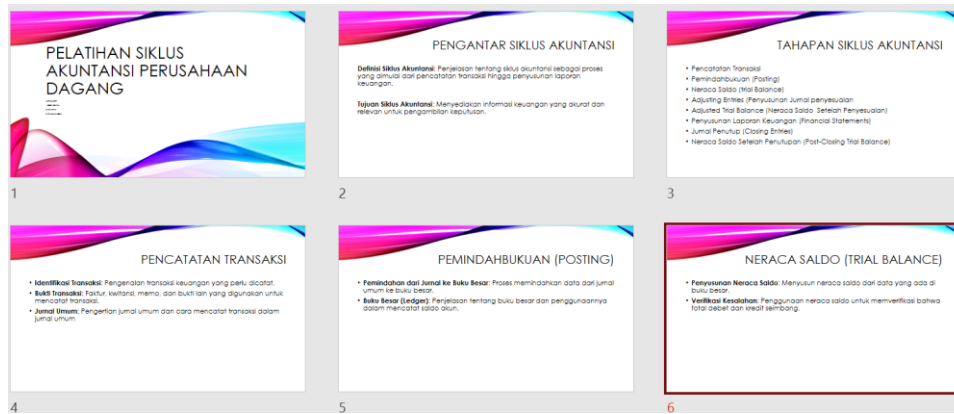 PELATIHAN SIKLUS
AKUNTANSI PERUSAHAAN
DAGANG
1
PENGANTAR SIKLUS AKUNTANSI
Definisi Siklus Akuntansi: Penjelasan tentang siklus akuntansi sebagai proses
yang dimulai dari pencatatan transaksi hingga penyusunan laporan
keuangan.
Tujuan Siklus Akuntansi: Menyediakan informasi keuangan yang akurat dan
relevan untuk pengambilan keputusan.
2
TAHAPAN SIKLUS AKUNTANSI
• Pencatatan Transaksi
• Pemindahbukuan (Posting)
• Neraca Saldo (Trial Balance)
• Adjusting Entries (Penyusunan Jurnal penyesuaian
• Adjusted Trial Balance (Neraca Saldo Setelah Penyesualan)
• Penyusunan Laporan Keuangan (Financial Statements)
• Jurnal Penutup (Closing Entries)
• Neraca Saldo Setelah Penutupan (Post-Closing Trial Balance)
3
PENCATATAN TRANSAKSI
• Identifikasi Transaksi: Pengenalan transaksi keuangan yang perlu dicatat.
• Bukti Transaksi: Faktur, kwitansi, memo, dan bukti lain yang digunakan untuk
mencatat transaksi.
• Jurnal Umum: Pengertian jurnal umum dan cara mencatat transaksi dalam
jurnal umum
4
PEMINDAHBUKUAN (POSTING)
• Pemindahan dari Jurnal ke Buku Besar: Proses memindahkan data dari jurnal
umum ke buku besar.
• Buku Besar (Ledger): Penjelasan tentang buku besar dan penggunaannya
dalam mencatat saldo akun.
5
NERACA SALDO (TRIAL BALANCE)
• Penyusunan Neraca Saldo: Menyusun neraca saldo dari data yang ada di
buku besar.
• Verifikasi Kesalahan: Penggunaan neraca saldo untuk memverifikasi bahwa
total debet dan kredit seimbang.
6